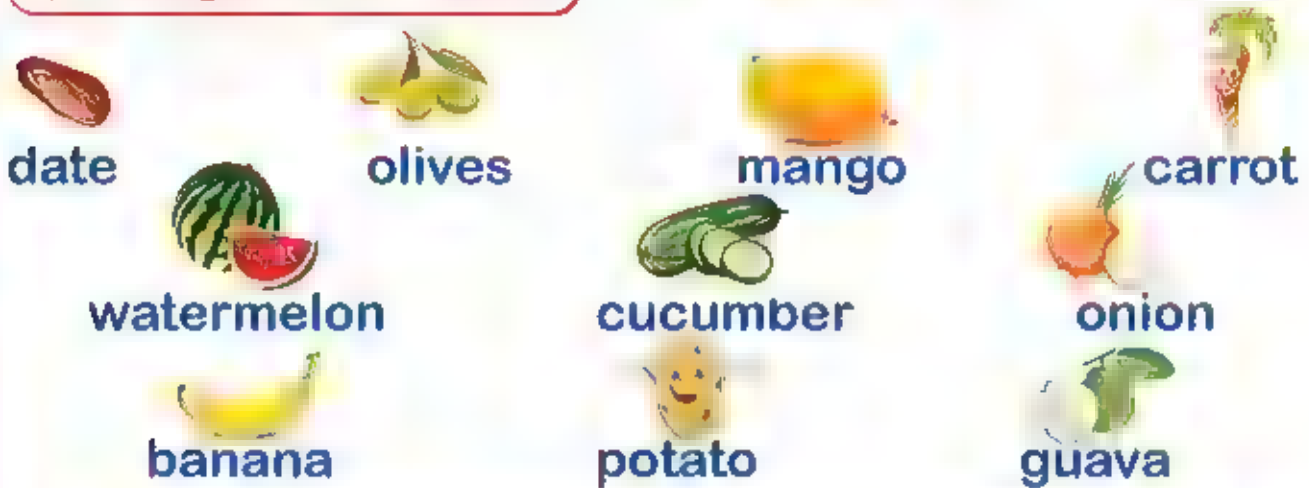 date olives mango carrot
watermelon cucumber onion
banana potato guava